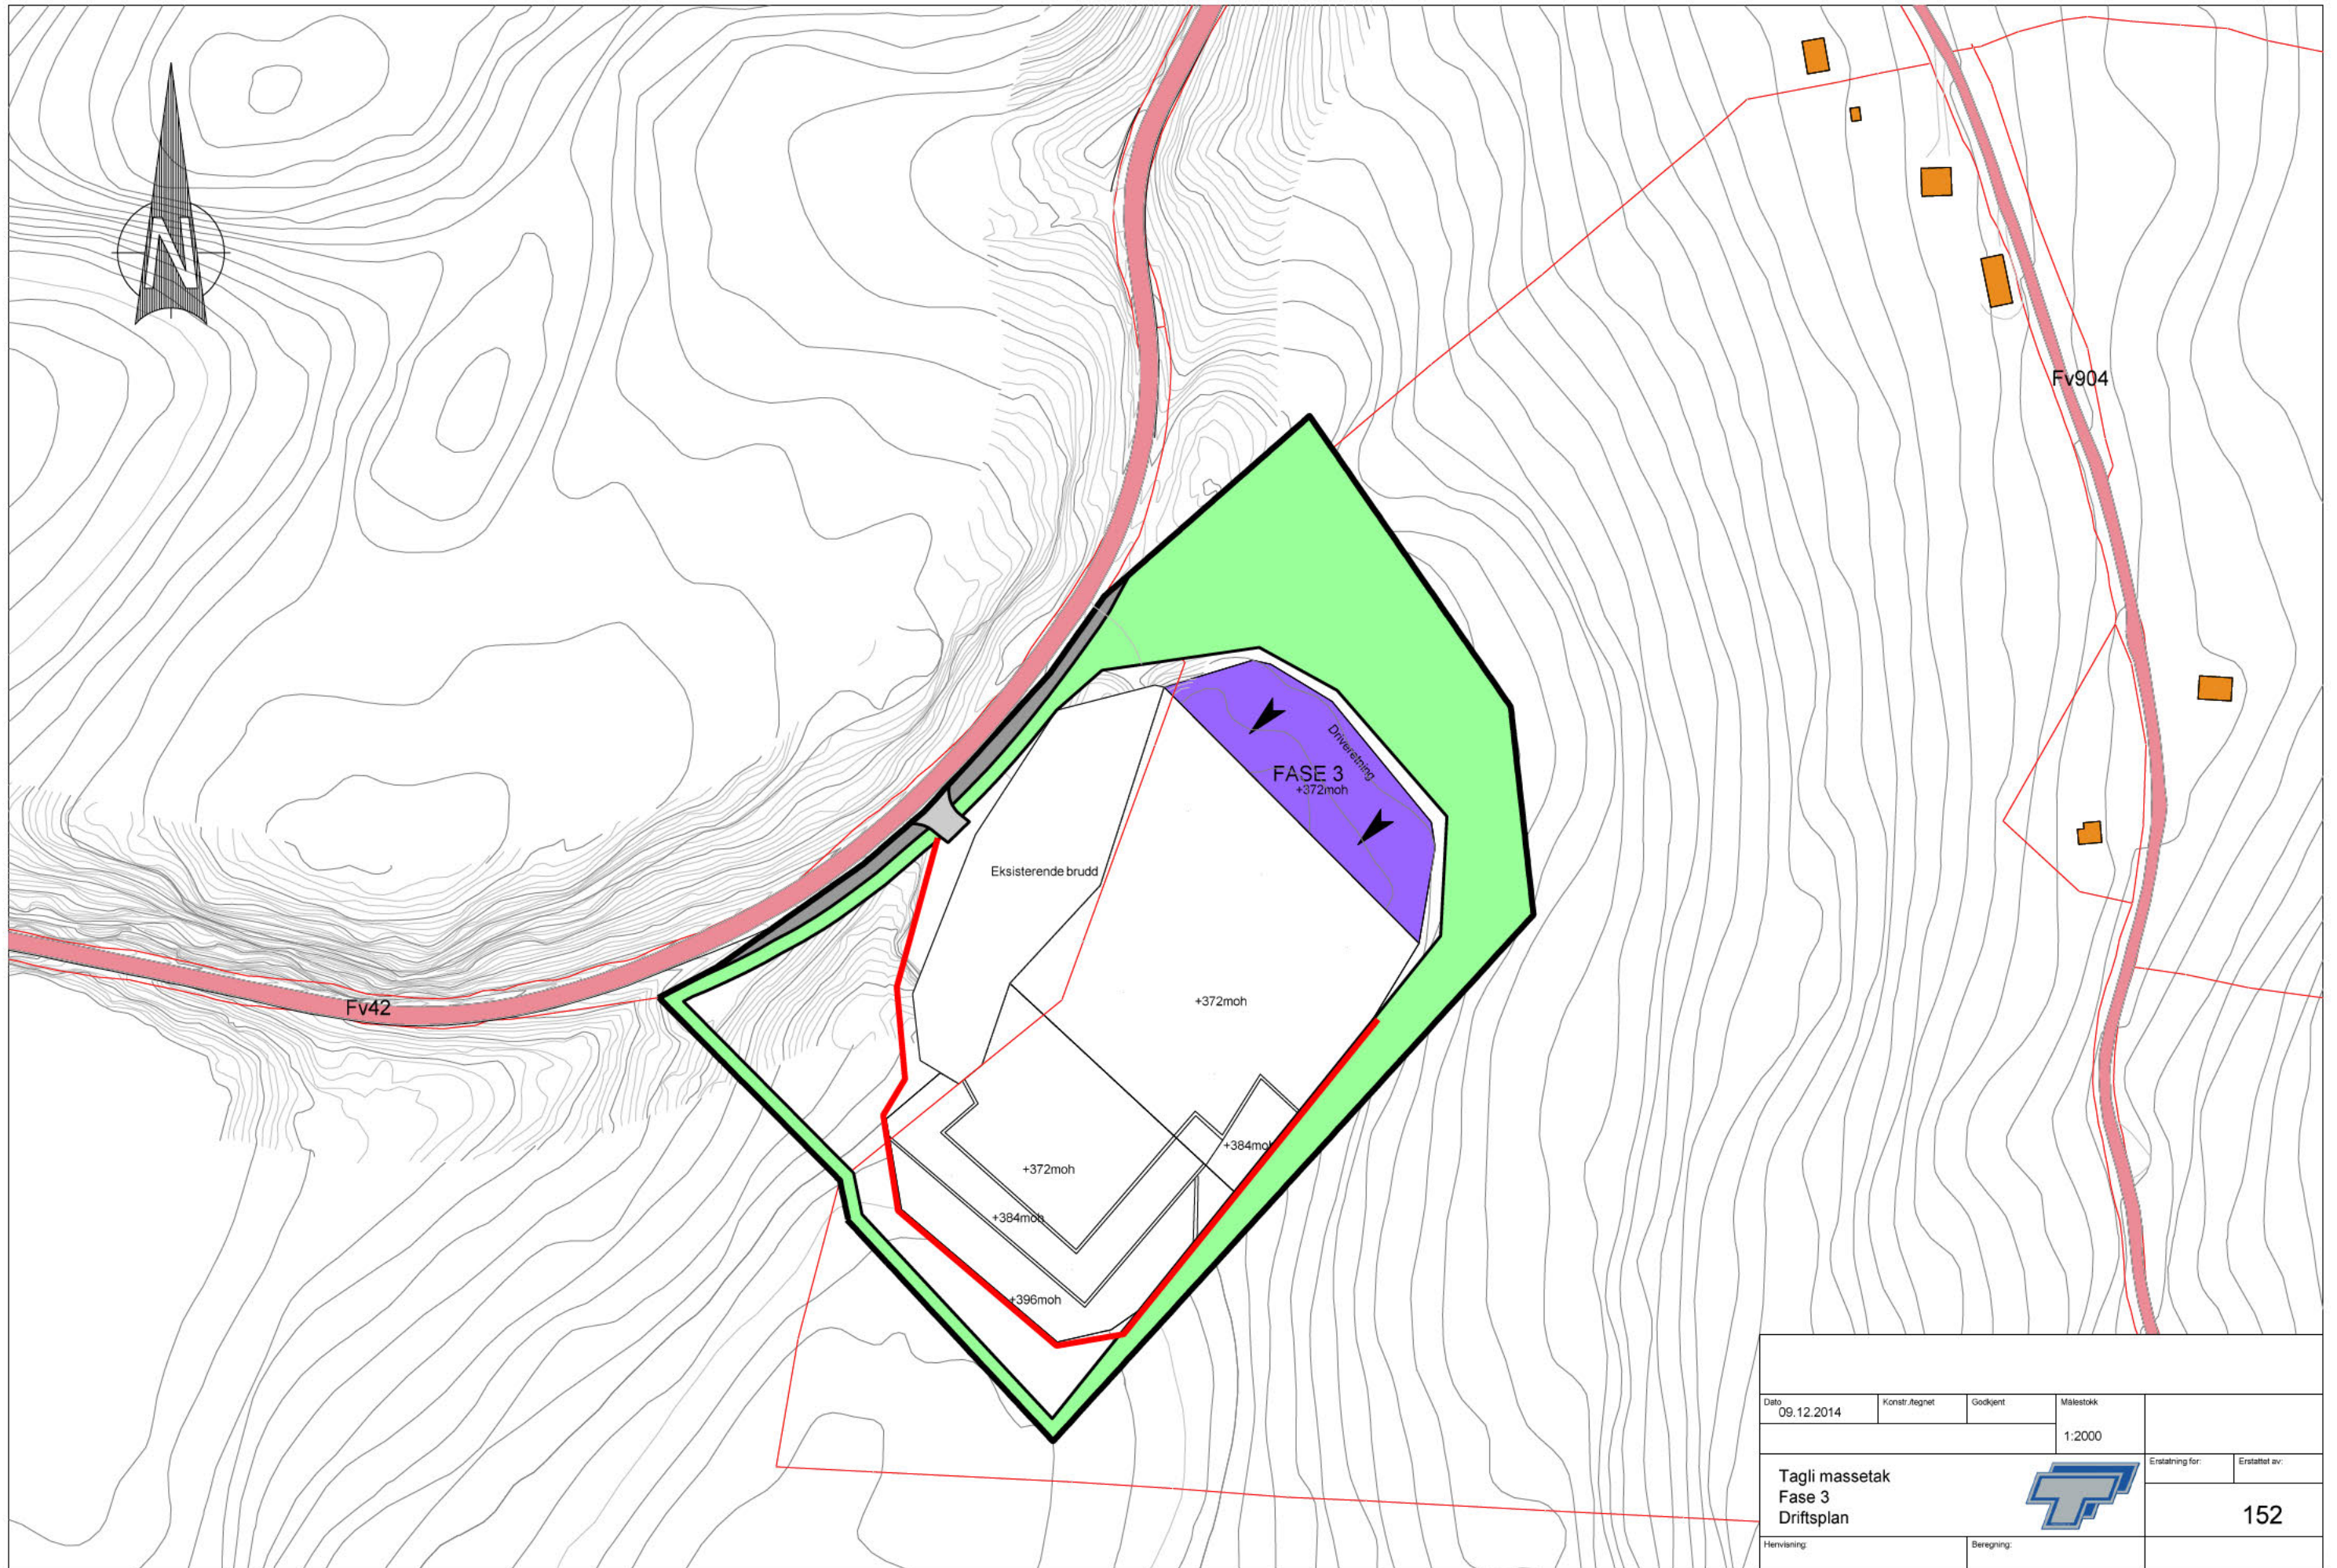 N
Fv904
Driveretning
FASE 3
+372moh
Eksisterende brudd
+372moh
Fv42
+384moh
+372moh
+384moh
+396moh
Dato
09.12.2014
Konstr./tegnet
Godkjent
Målestokk
1:2000
Tagli massetak
Fase 3
Driftsplan
Erstatning for:
Erstattet av:
152
Henvisning:
Beregning: